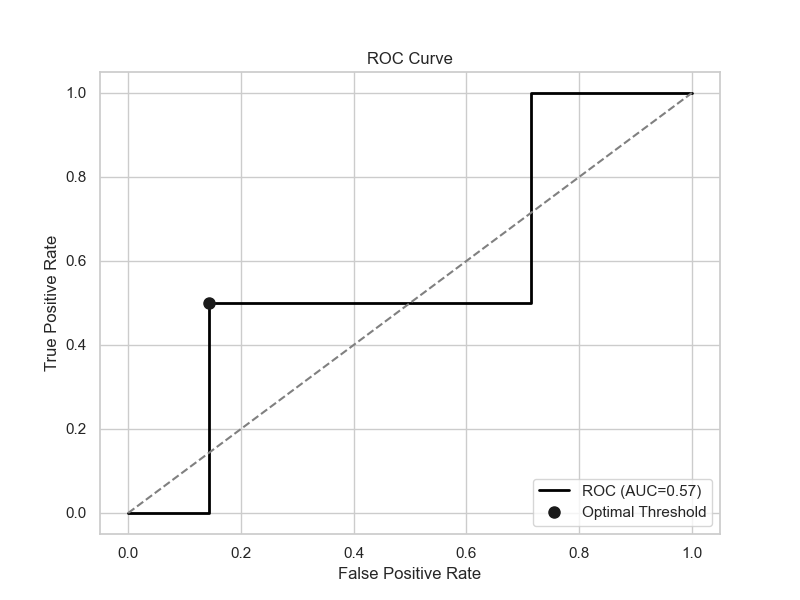 ROC Curve
True Positive Rate
1.0
0.8
0.6
0.4
0.2
0.0
0.0 0.2 0.4 0.6 0.8 1.0
False Positive Rate
ROC (AUC=0.57)
Optimal Threshold